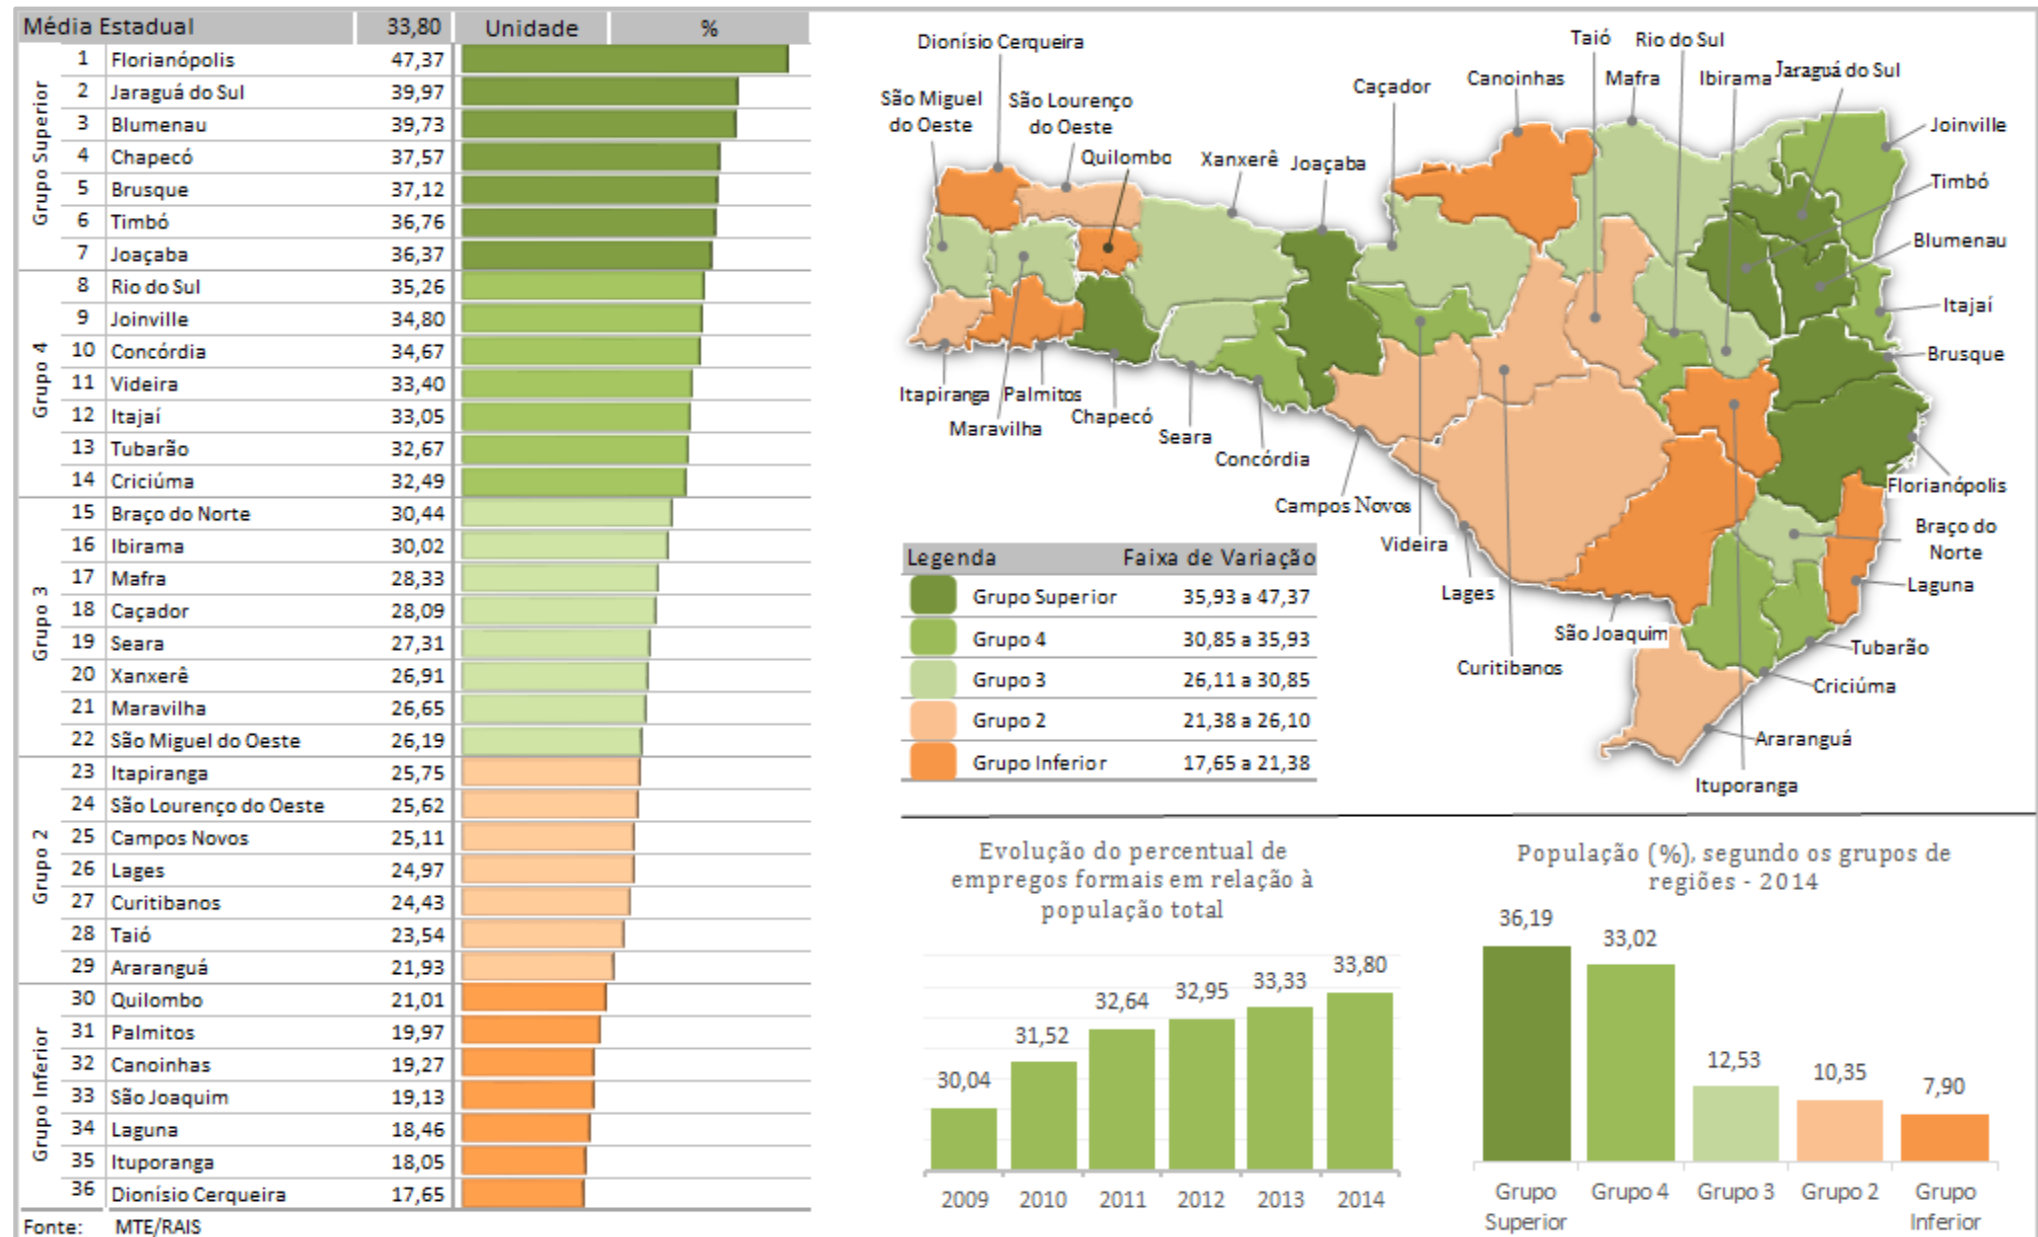 Média Estadual 33,80 Unidade %
Grupo Superior
1 Florianópolis 47,37
2 Jaraguá do Sul 39,97
3 Blumenau 39,73
4 Chapecó 37,57
5 Brusque 37,12
6 Timbó 36,76
7 Joaçaba 36,37
Grupo 4
8 Rio do Sul 35,26
9 Joinville 34,80
10 Concórdia 34,67
11 Videira 33,40
12 Itajaí 33,05
13 Tubarão 32,67
14 Criciúma 32,49
Grupo 3
15 Braço do Norte 30,44
16 Ibirama 30,02
17 Mafra 28,33
18 Caçador 28,09
19 Seara 27,31
20 Xanxerê 26,91
21 Maravilha 26,65
22 São Miguel do Oeste 26,19
Grupo 2
23 Itapiranga 25,75
24 São Lourenço do Oeste 25,62
25 Campos Novos 25,11
26 Lages 24,97
27 Curitibanos 24,43
28 Taió 23,54
29 Araranguá 21,93
Grupo Inferior
30 Quilombo 21,01
31 Palmitos 19,97
32 Canoinhas 19,27
33 São Joaquim 19,13
34 Laguna 18,46
35 Ituporanga 18,05
36 Dionísio Cerqueira 17,65
Fonte: MTE/RAIS
Dionísio Cerqueira
São Miguel
do Oeste
São Lourenço
do Oeste
Quilombo
Xanxerê
Joaçaba
Caçador
Canoinhas
Taió
Rio do Sul
Mafra
Ibirama
Jaraguá do Sul
Joinville
Timbó
Blumenau
Itajaí
Brusque
Florianópolis
Braço do
Norte
Laguna
Tubarão
Criciúma
Araranguá
Ituporanga
São Joaquim
Curitibanos
Lages
Videira
Campos Novos
Concórdia
Seara
Chapecó
Maravilha
Palmitos
Itapiranga
Legenda Faixa de Variação
Grupo Superior 35,93 a 47,37
Grupo 4 30,85 a 35,93
Grupo 3 26,11 a 30,85
Grupo 2 21,38 a 26,10
Grupo Inferior 17,65 a 21,38
Evolução do percentual de
empregos formais em relação à
população total
30,04 31,52 32,64 32,95 33,33 33,80
2009 2010 2011 2012 2013 2014
População (%), segundo os grupos de
regiões - 2014
36,19 33,02 12,53 10,35 7,90
Grupo Superior
Grupo 4
Grupo 3
Grupo 2
Grupo Inferior